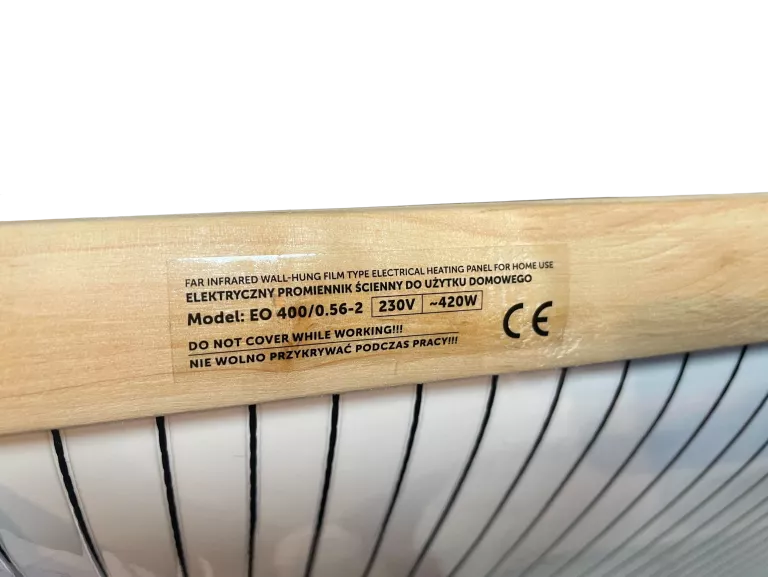 FAR INFRARED WALL-HUNG FILM TYPE ELECTRICAL HEATING PANEL FOR HOME USE
ELEKTRYCZNY PROMIENNIK ŚCIENNY DO UŻYTKU DOMOWEGO
Model: EO 400/0.56-2 230V ~420W
CE
DO NOT COVER WHILE WORKING!!!
NIE WOLNO PRZYKRYWAĆ PODCZAS PRACY!!!